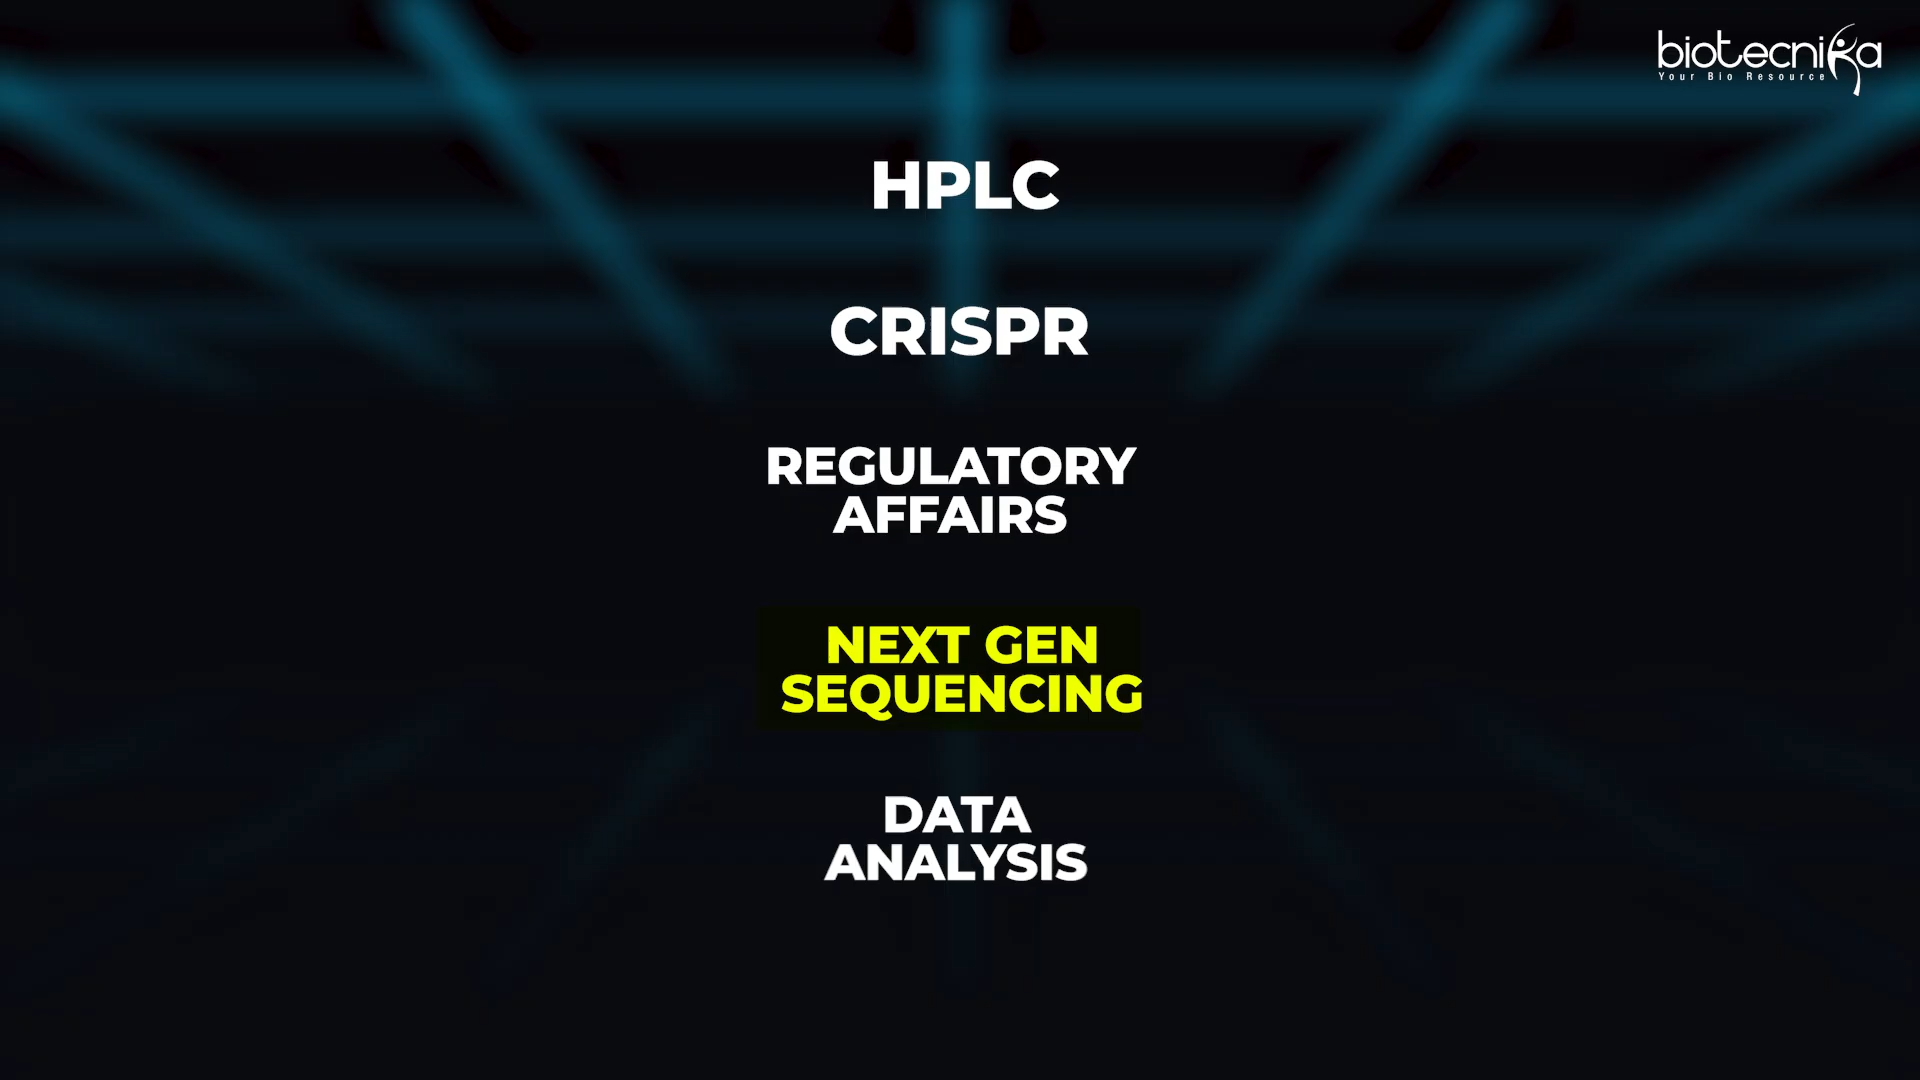 biotecnika
Your Bio Resource
HPLC
CRISPR
REGULATORY
AFFAIRS
NEXT GEN
SEQUENCING
DATA
ANALYSIS